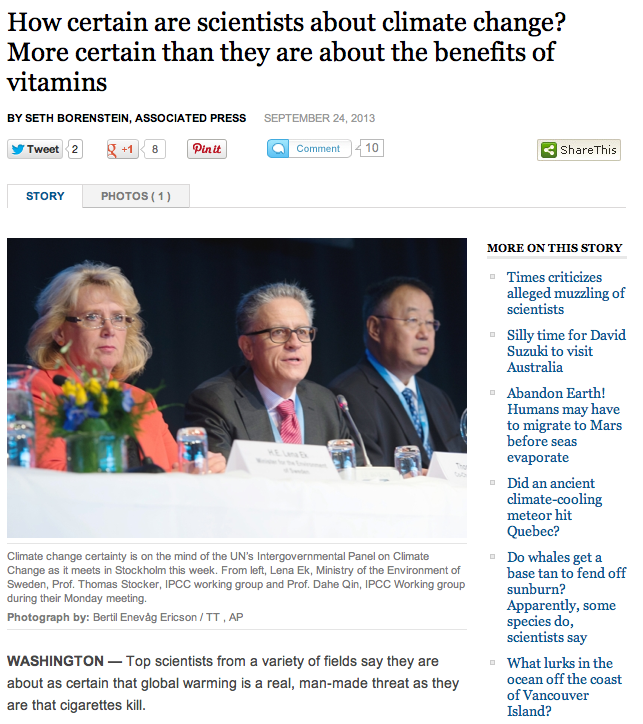 How certain are scientists about climate change?
More certain than they are about the benefits of
vitamins
BY SETH BORENSTEIN, ASSOCIATED PRESS SEPTEMBER 24, 2013
Tweet 2 g +1 8 Pin it Comment 10 ShareThis
STORY PHOTOS ( 1 )
H.E. Lena Ek
Minister for the Environment
of Sweden
MORE ON THIS STORY
Times criticizes
alleged muzzling of
scientists
Silly time for David
Suzuki to visit
Australia
Abandon Earth!
Humans may have
to migrate to Mars
before seas
evaporate
Did an ancient
climate-cooling
meteor hit
Quebec?
Do whales get a
base tan to fend off
sunburn?
Apparently, some
species do,
scientists say
What lurks in the
ocean off the coast
of Vancouver
Island?
Climate change certainty is on the mind of the UN's Intergovernmental Panel on Climate
Change as it meets in Stockholm this week. From left, Lena Ek, Ministry of the Environment of
Sweden, Prof. Thomas Stocker, IPCC working group and Prof. Dahe Qin, IPCC Working group
during their Monday meeting.
Photograph by: Bertil Enevåg Ericson / TT , AP
WASHINGTON — Top scientists from a variety of fields say they are
about as certain that global warming is a real, man-made threat as they
are that cigarettes kill.